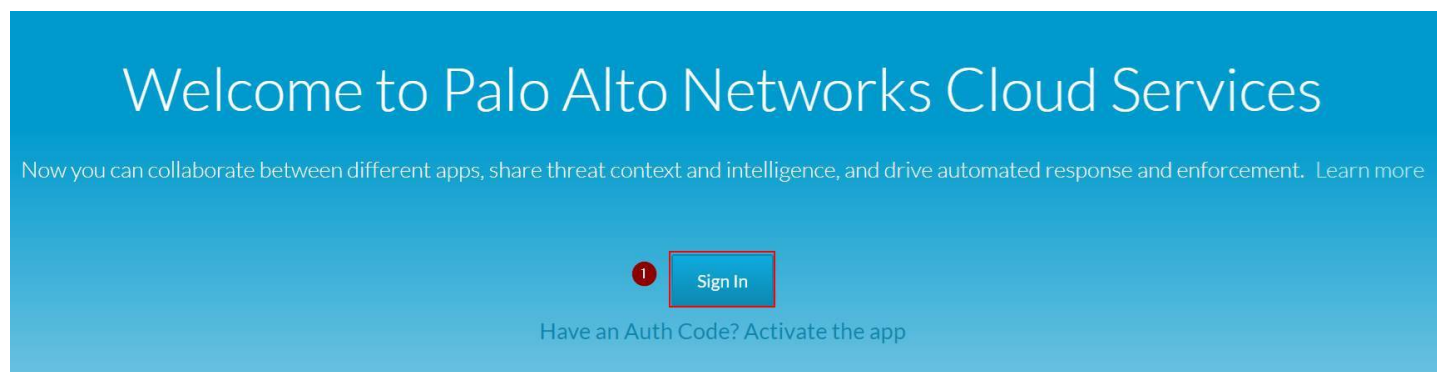 Welcome to Palo Alto Networks Cloud Services
Now you can collaborate between different apps, share threat context and intelligence, and drive automated response and enforcement. Learn more
1 Sign In
Have an Auth Code? Activate the app